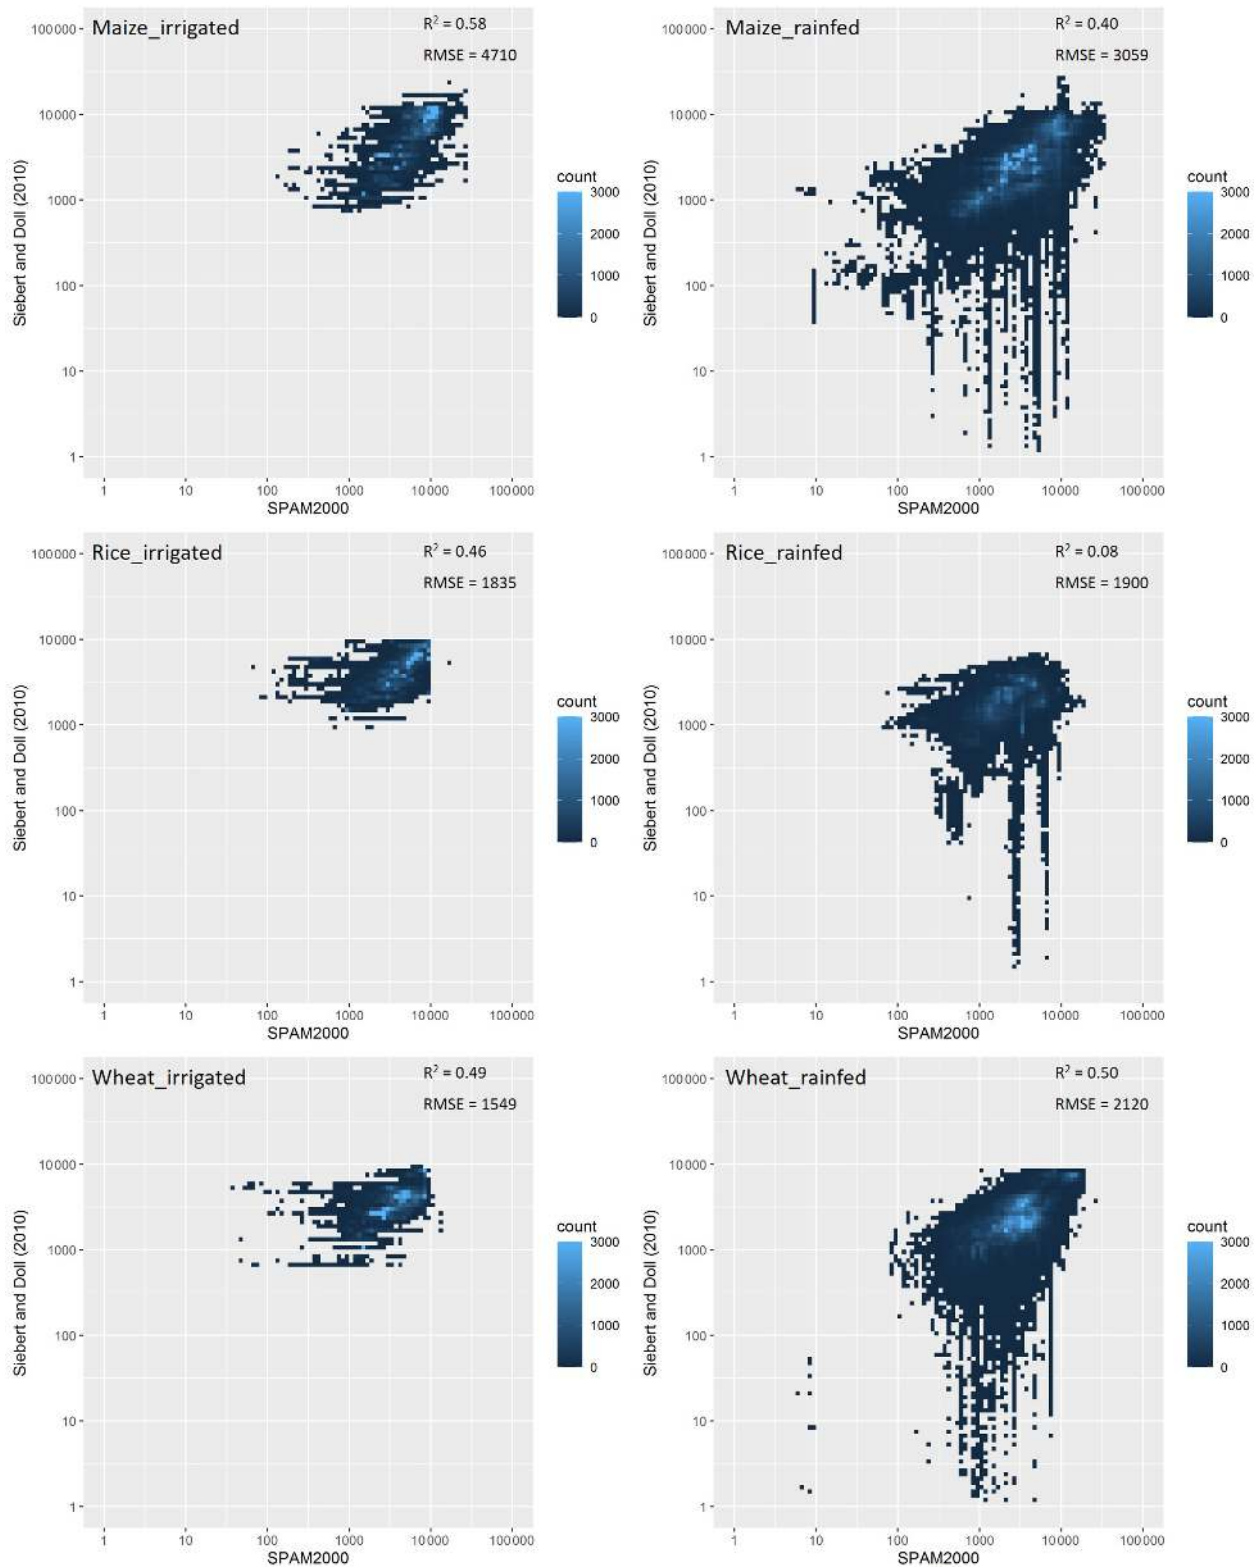 Maize_irrigated
R² = 0.58
RMSE = 4710
100000
10000
1000
100
10
1
Siebert and Doll (2010)
1
10
100
1000
10000
100000
SPAM2000
count
3000
2000
1000
0
Maize_rainfed
R² = 0.40
RMSE = 3059
100000
10000
1000
100
10
1
Siebert and Doll (2010)
1
10
100
1000
10000
100000
SPAM2000
count
3000
2000
1000
0
Rice_irrigated
R² = 0.46
RMSE = 1835
100000
10000
1000
100
10
1
Siebert and Doll (2010)
1
10
100
1000
10000
100000
SPAM2000
count
3000
2000
1000
0
Rice_rainfed
R² = 0.08
RMSE = 1900
100000
10000
1000
100
10
1
Siebert and Doll (2010)
1
10
100
1000
10000
100000
SPAM2000
count
3000
2000
1000
0
Wheat_irrigated
R² = 0.49
RMSE = 1549
100000
10000
1000
100
10
1
Siebert and Doll (2010)
1
10
100
1000
10000
100000
SPAM2000
count
3000
2000
1000
0
Wheat_rainfed
R² = 0.50
RMSE = 2120
100000
10000
1000
100
10
1
Siebert and Doll (2010)
1
10
100
1000
10000
100000
SPAM2000
count
3000
2000
1000
0